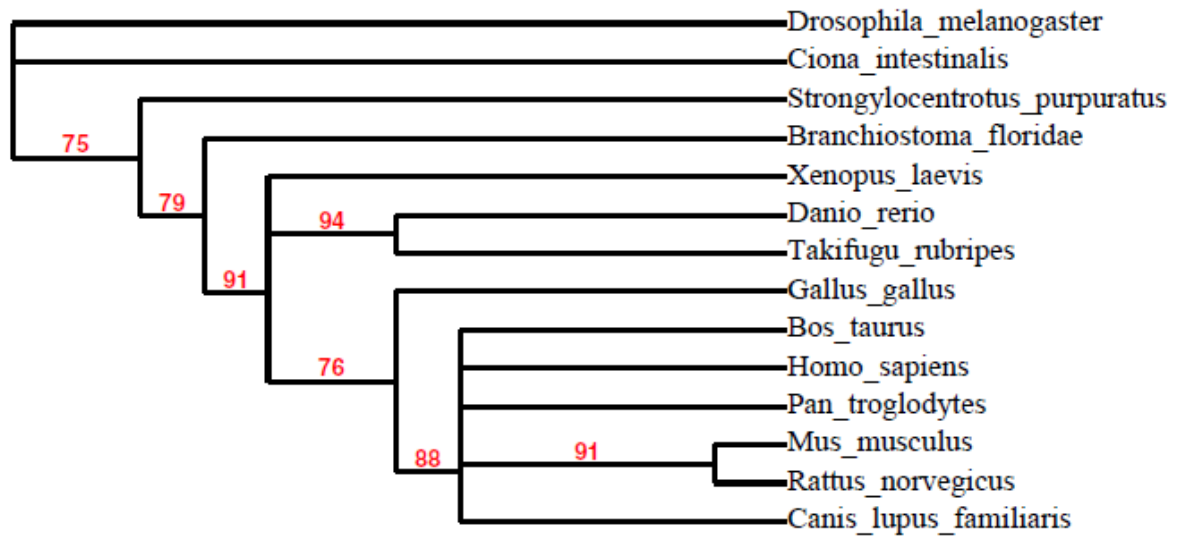 Drosophila_melanogaster
Ciona_intestinalis
Strongylocentrotus_purpuratus
75
Branchiostoma_floridae
Xenopus_laevis
79
Danio_rerio
94
Takifugu_rubripes
91
Gallus_gallus
Bos_taurus
76
Homo_sapiens
Pan_troglodytes
Mus_musculus
88
91
Rattus_norvegicus
Canis_lupus_familiaris